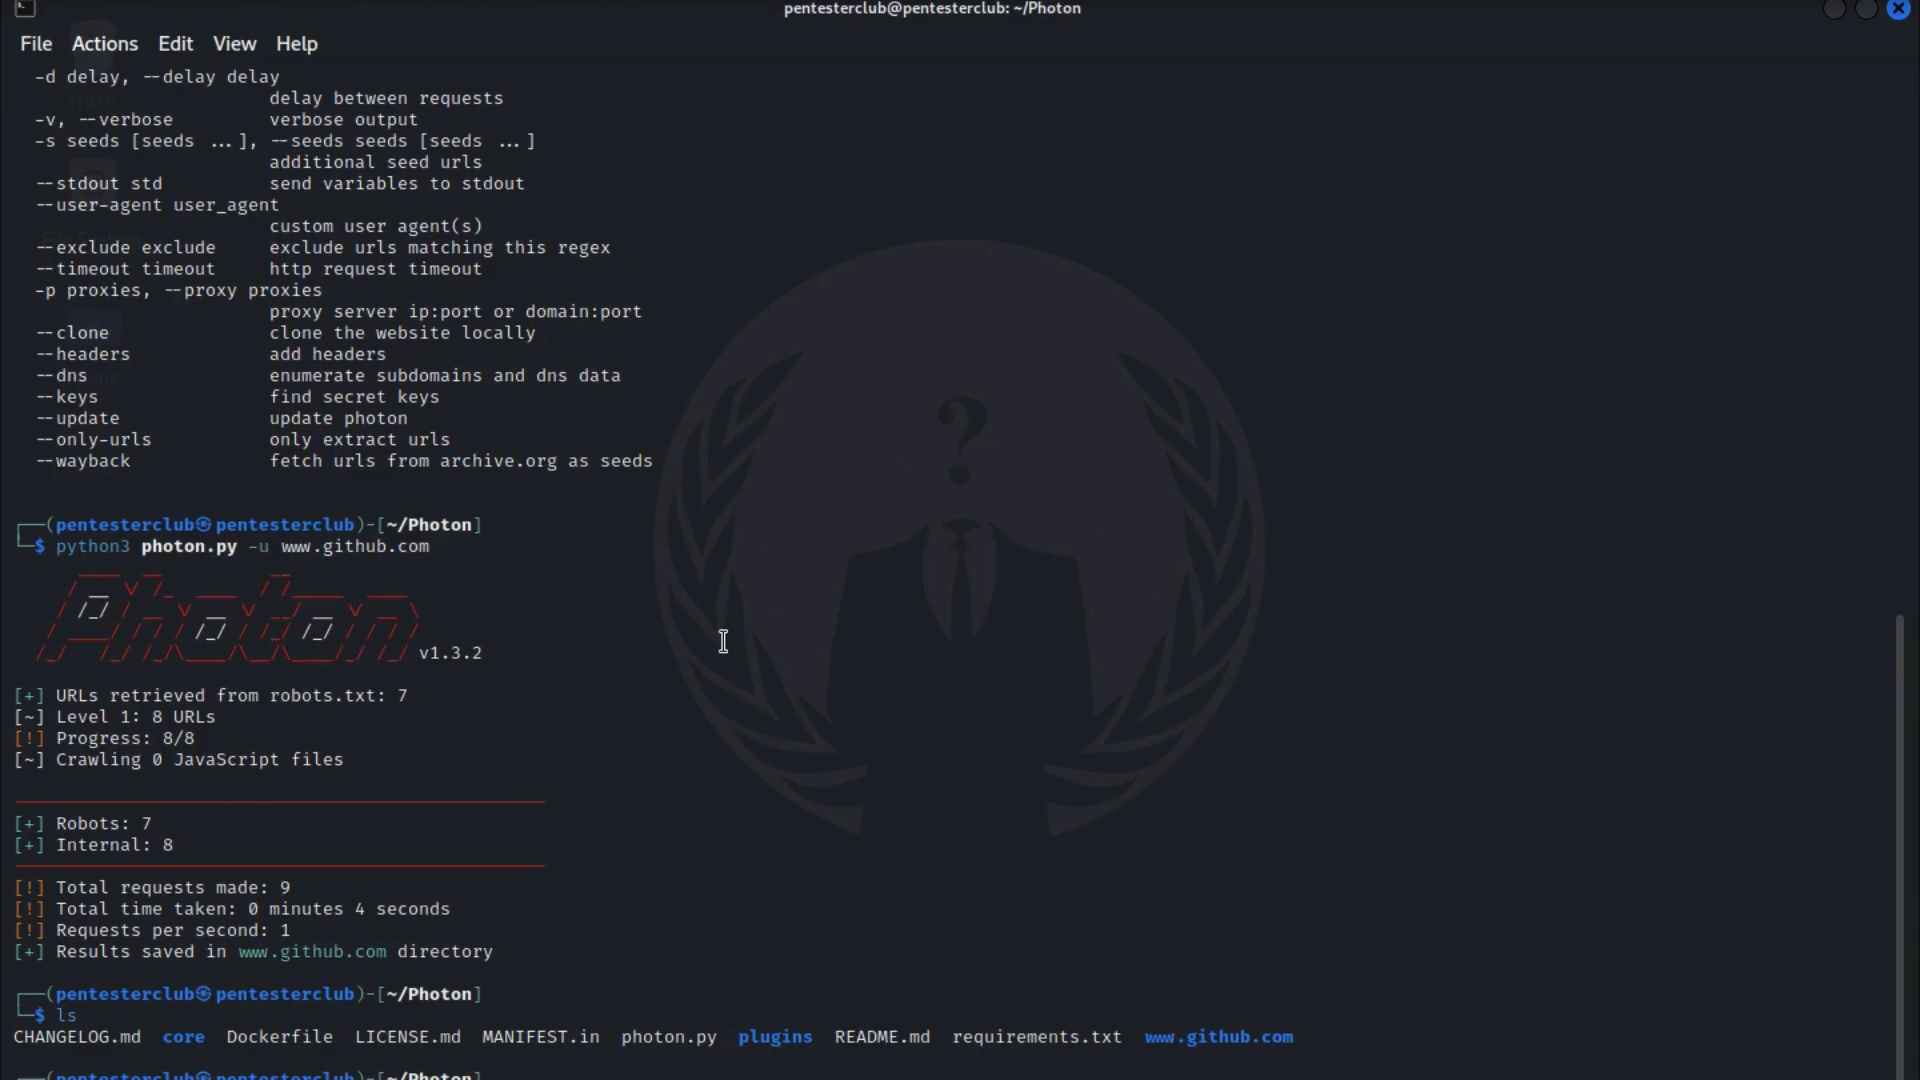 pentesterclub@pentesterclub: ~/Photon
File Actions Edit View Help
-d delay, --delay delay
delay between requests
-v, --verbose verbose output
-s seeds [seeds ...], --seeds seeds [seeds ...]
additional seed urls
--stdout std send variables to stdout
--user-agent user_agent
custom user agent(s)
--exclude exclude exclude urls matching this regex
--timeout timeout http request timeout
-p proxies, --proxy proxies
proxy server ip:port or domain:port
--clone clone the website locally
--headers add headers
--dns enumerate subdomains and dns data
--keys find secret keys
--update update photon
--only-urls only extract urls
--wayback fetch urls from archive.org as seeds
┌──(pentesterclub㉿pentesterclub)-[~/Photon]
└─$ python3 photon.py -u www.github.com
Photon
v1.3.2
[+] URLs retrieved from robots.txt: 7
[~] Level 1: 8 URLs
[!] Progress: 8/8
[~] Crawling 0 JavaScript files
[+] Robots: 7
[+] Internal: 8
[!] Total requests made: 9
[!] Total time taken: 0 minutes 4 seconds
[!] Requests per second: 1
[+] Results saved in www.github.com directory
┌──(pentesterclub㉿pentesterclub)-[~/Photon]
└─$ ls
CHANGELOG.md core Dockerfile LICENSE.md MANIFEST.in photon.py plugins README.md requirements.txt www.github.com
┌──(pentesterclub㉿pentesterclub)-[~/Photon]